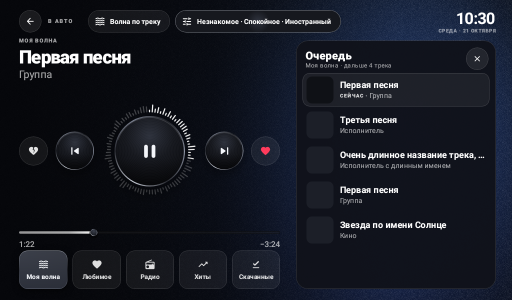 В АВТО
Волна по треку
Незнакомое · Спокойное · Иностранный
10:30
СРЕДА · 21 ОКТЯБРЯ
МОЯ ВОЛНА
Первая песня
Группа
1:22
−3:24
Моя волна
Любимое
Радио
Хиты
Скачанные
Очередь
Моя волна · дальше 4 трека
Первая песня
СЕЙЧАС · Группа
Третья песня
Исполнитель
Очень длинное название трека, ...
Исполнитель с длинным именем
Первая песня
Группа
Звезда по имени Солнце
Кино